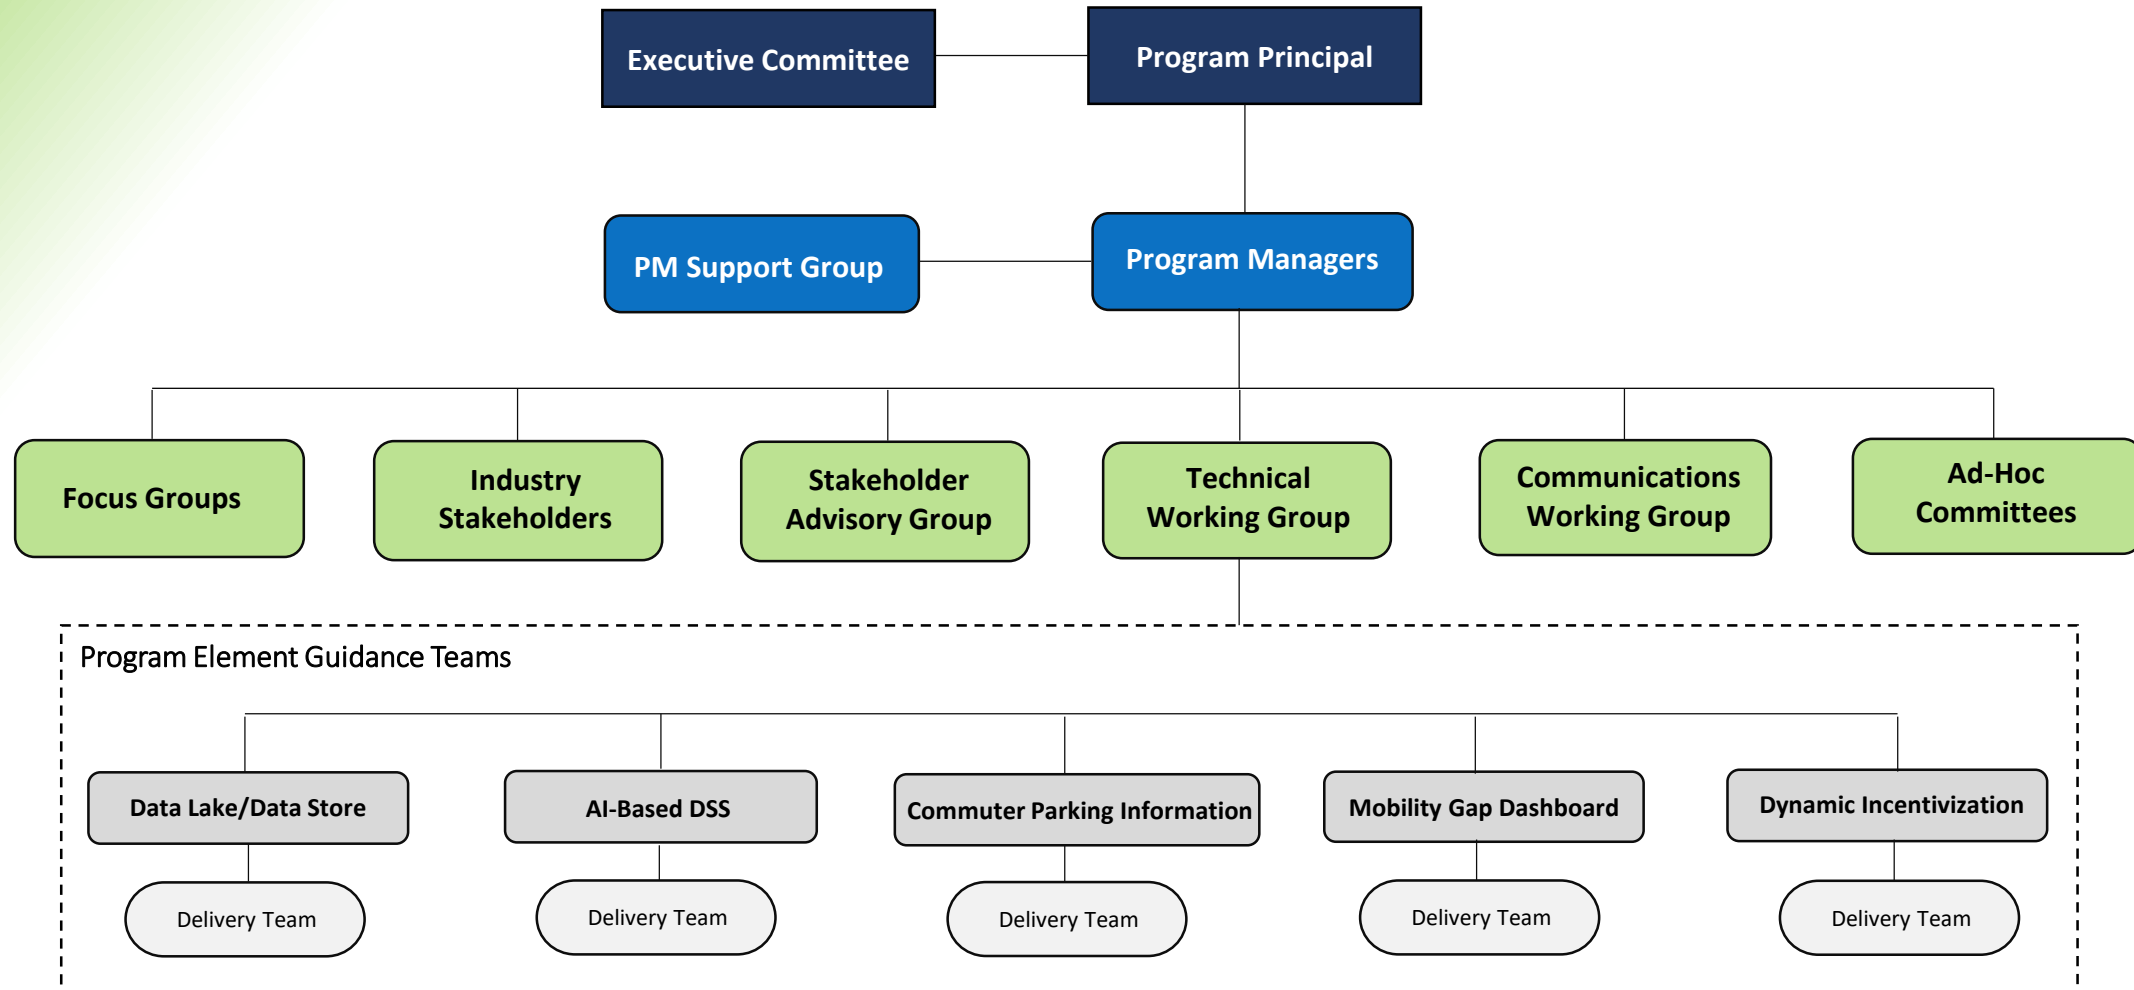 Executive Committee
Program Principal
PM Support Group
Program Managers
Focus Groups
Industry
Stakeholders
Stakeholder
Advisory Group
Technical
Working Group
Communications
Working Group
Ad-Hoc
Committees
Program Element Guidance Teams
Data Lake/Data Store
AI-Based DSS
Commuter Parking Information
Mobility Gap Dashboard
Dynamic Incentivization
Delivery Team
Delivery Team
Delivery Team
Delivery Team
Delivery Team